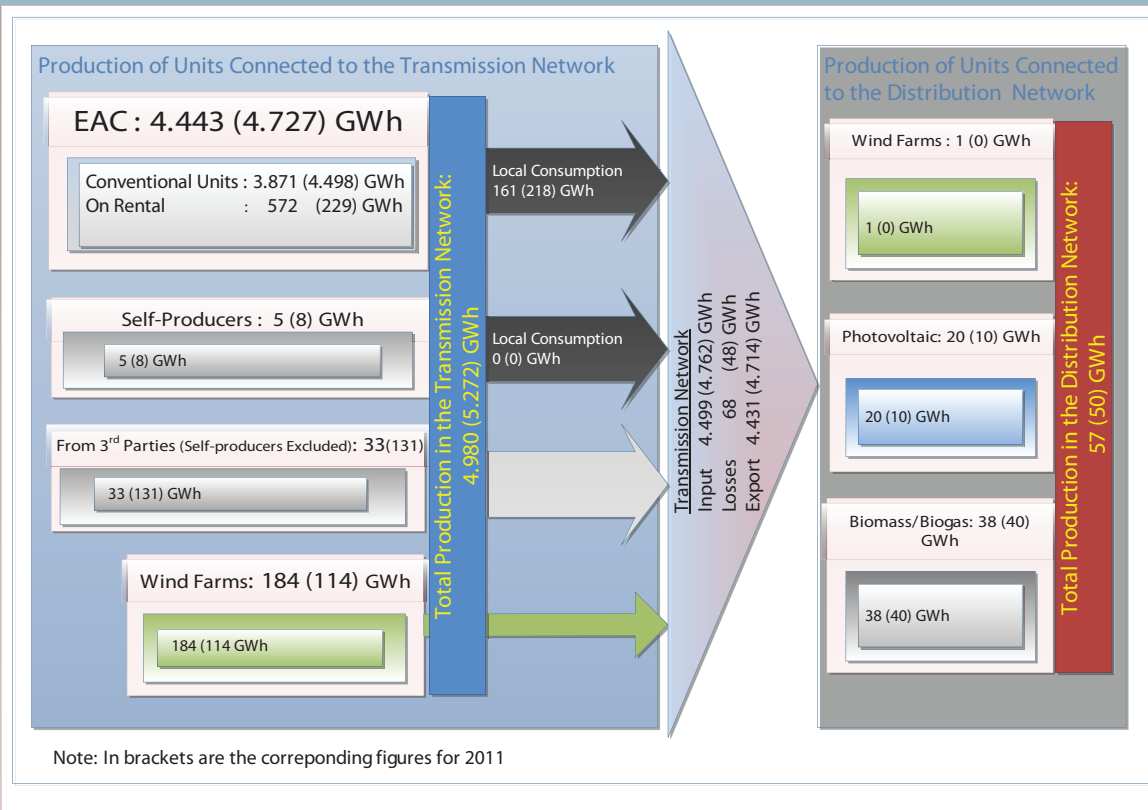 Production of Units Connected to the Transmission Network
EAC : 4.443 (4.727) GWh
Conventional Units : 3.871 (4.498) GWh
On Rental : 572 (229) GWh
Self-Producers : 5 (8) GWh
5 (8) GWh
From 3rd Parties (Self-producers Excluded): 33(131)
33 (131) GWh
Wind Farms: 184 (114) GWh
184 (114 GWh
Total Production in the Transmission Network:
4.980 (5.272) GWh
Local Consumption
161 (218) GWh
Local Consumption
0 (0) GWh
Transmission Network
Input 4.499 (4.762) GWh
Losses 68 (48) GWh
Export 4.431 (4.714) GWh
Production of Units Connected
to the Distribution Network
Wind Farms : 1 (0) GWh
1 (0) GWh
Photovoltaic: 20 (10) GWh
20 (10) GWh
Biomass/Biogas: 38 (40)
GWh
38 (40) GWh
Total Production in the Distribution Network:
57 (50) GWh
Note: In brackets are the correponding figures for 2011